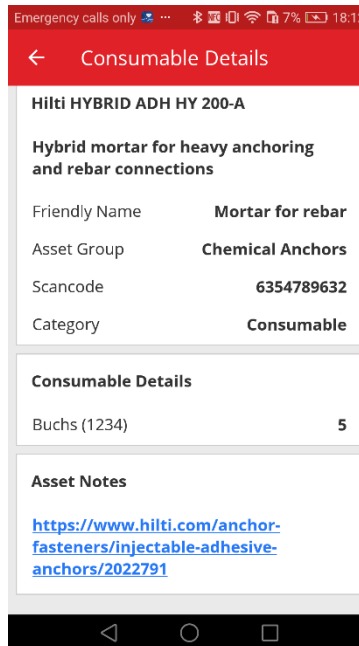 Emergency calls only ... 7% 18:12
Consumable Details
Hilti HYBRID ADH HY 200-A
Hybrid mortar for heavy anchoring
and rebar connections
Friendly Name Mortar for rebar
Asset Group Chemical Anchors
Scancode 6354789632
Category Consumable
Consumable Details
Buchs (1234) 5
Asset Notes
https://www.hilti.com/anchor-
fasteners/injectable-adhesive-
anchors/2022791